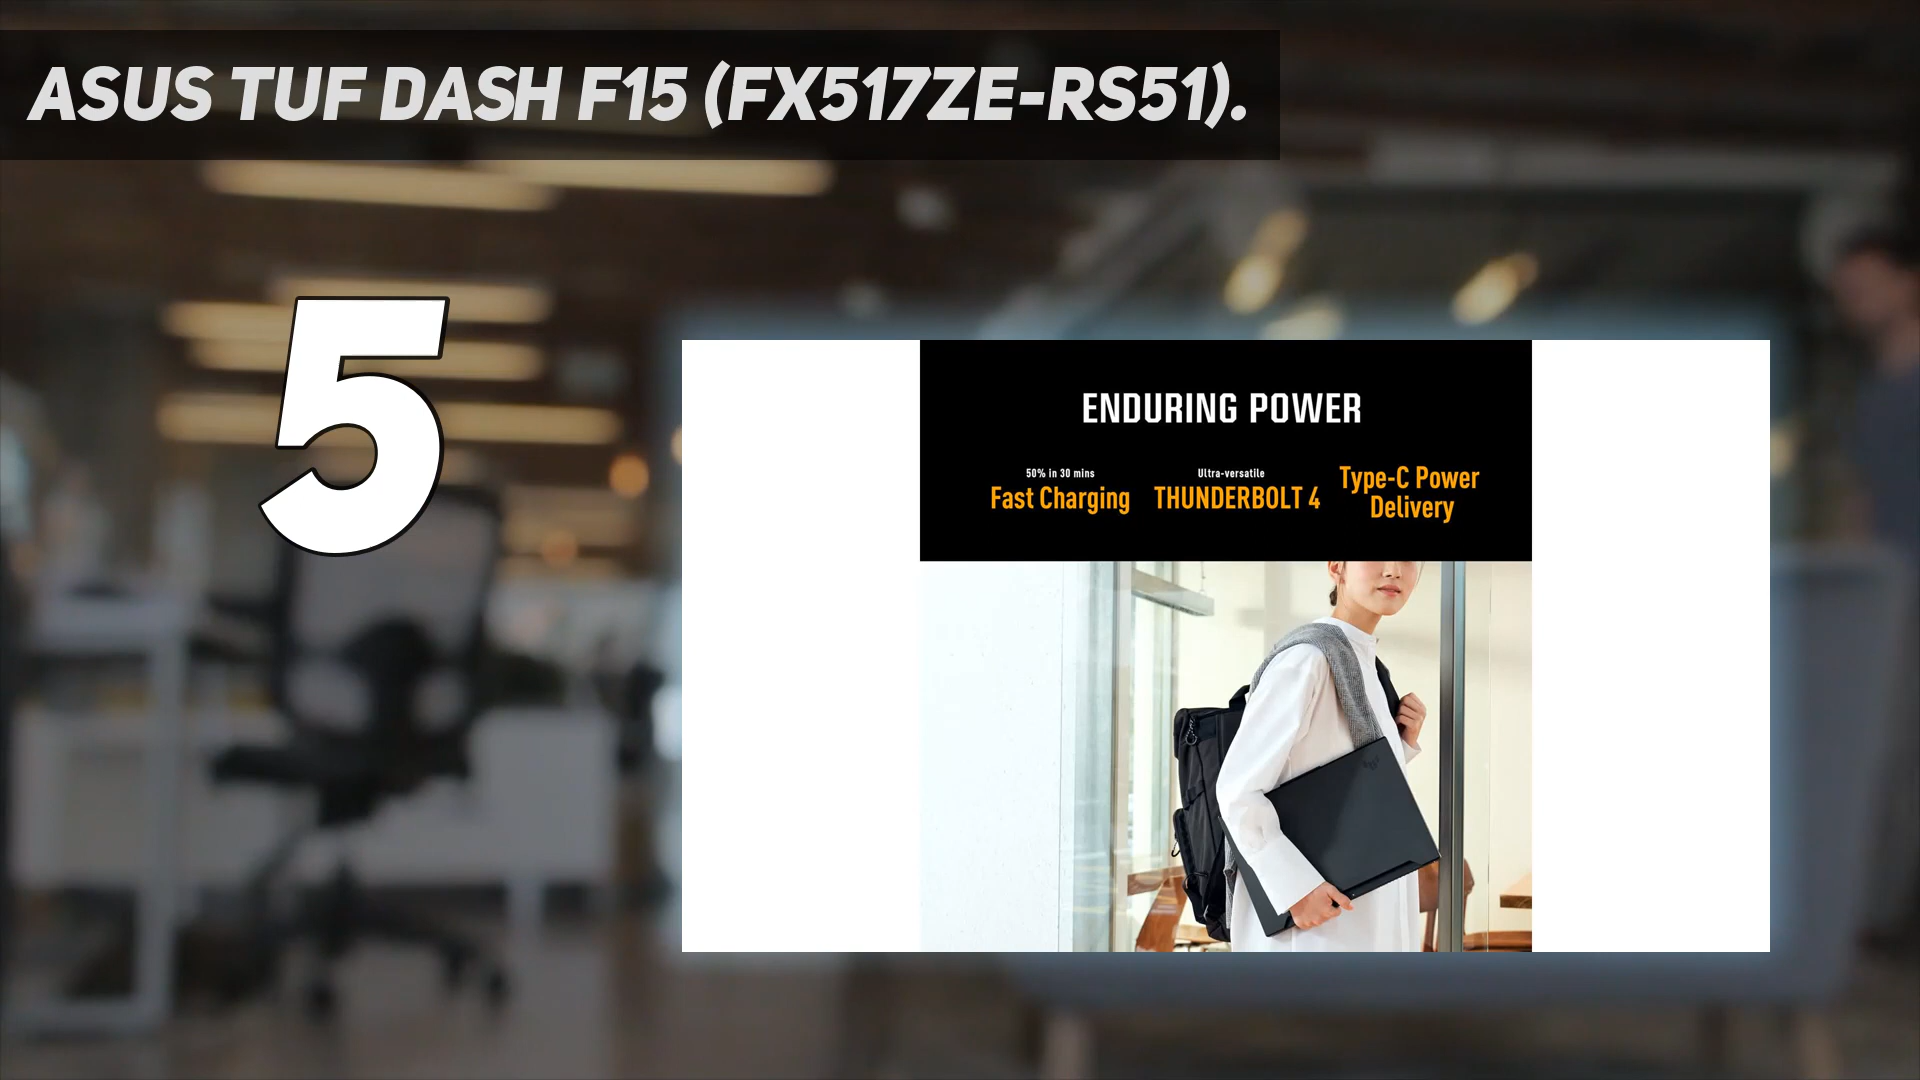 ASUS TUF DASH F15 (FX517ZE-RS51).
5
ENDURING POWER
50% in 30 mins
Fast Charging
Ultra-versatile
THUNDERBOLT 4
Type-C Power
Delivery